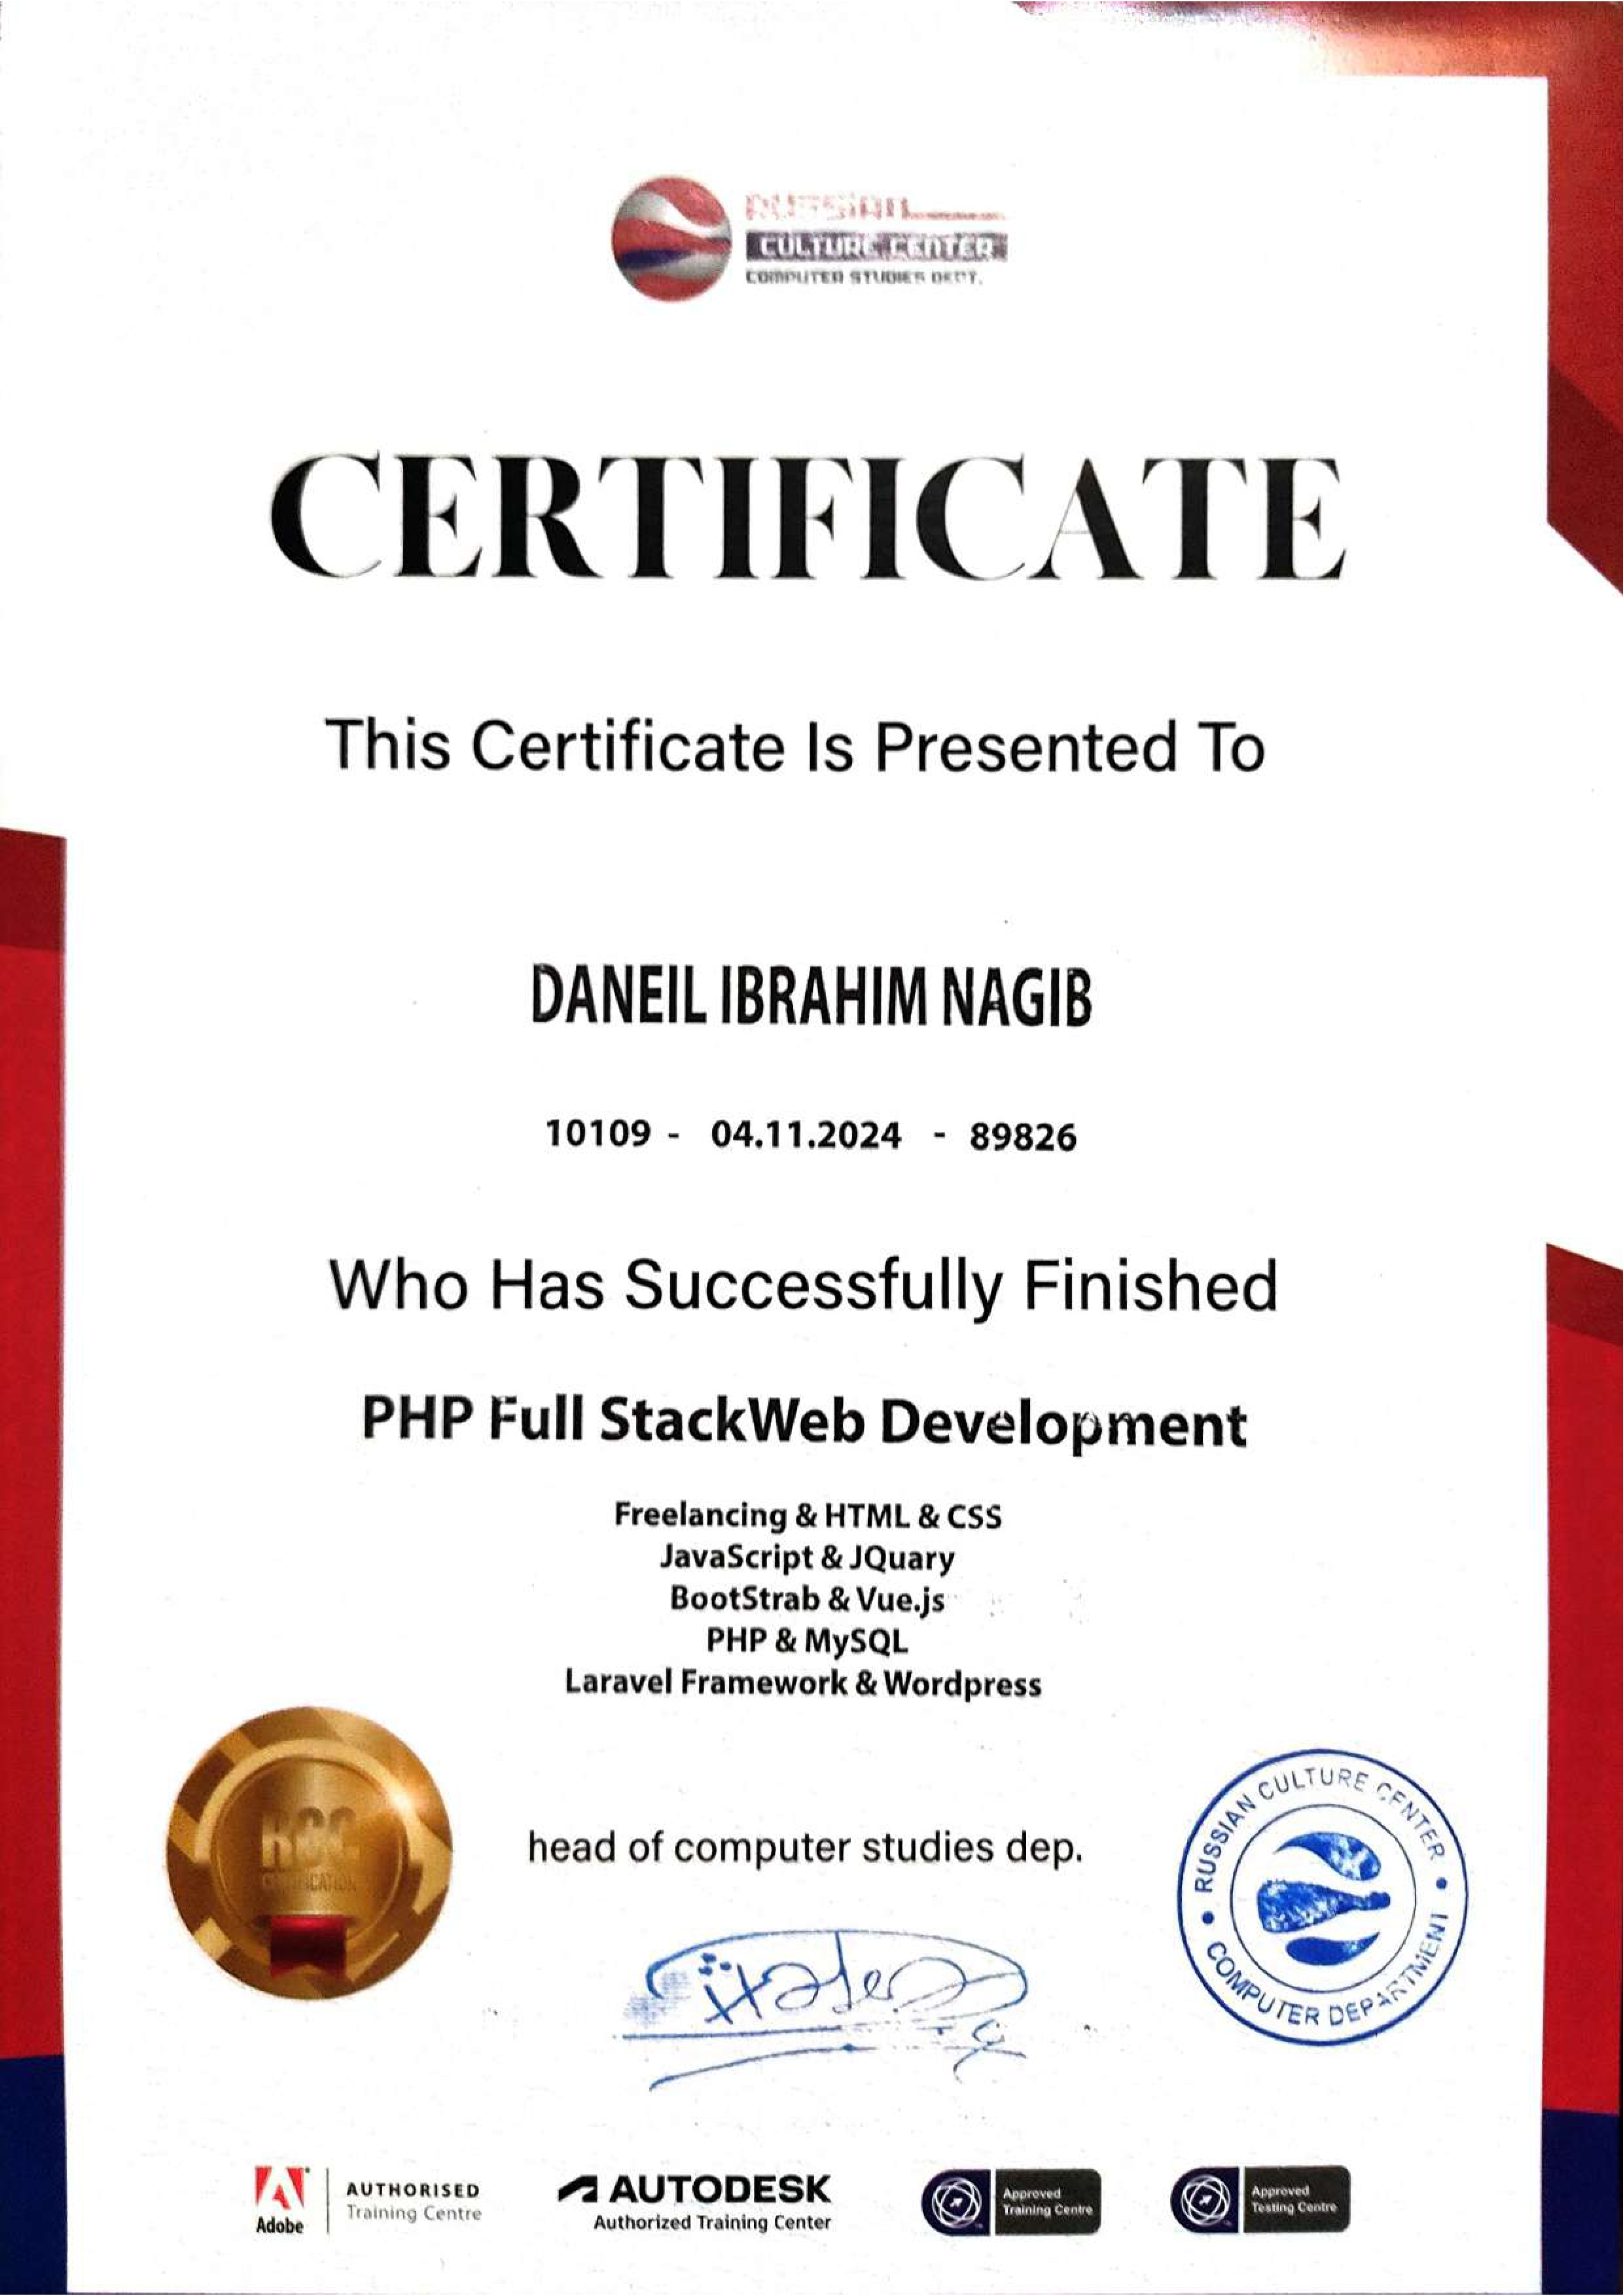 RUSSIAN
CULTURE CENTER
COMPUTER STUDIES DEPT.
CERTIFICATE
This Certificate Is Presented To
DANEIL IBRAHIM NAGIB
10109 - 04.11.2024 - 89826
Who Has Successfully Finished
PHP Full StackWeb Development
Freelancing & HTML & CSS
JavaScript & JQuary
BootStrab & Vue.js
PHP & MySQL
Laravel Framework & Wordpress
RCC
CERTIFICATION
head of computer studies dep.
RUSSIAN CULTURE CENTER
COMPUTER DEPARTMENT
Adobe
AUTHORISED
Training Centre
AUTODESK
Authorized Training Center
Approved
Training Centre
Approved
Testing Centre